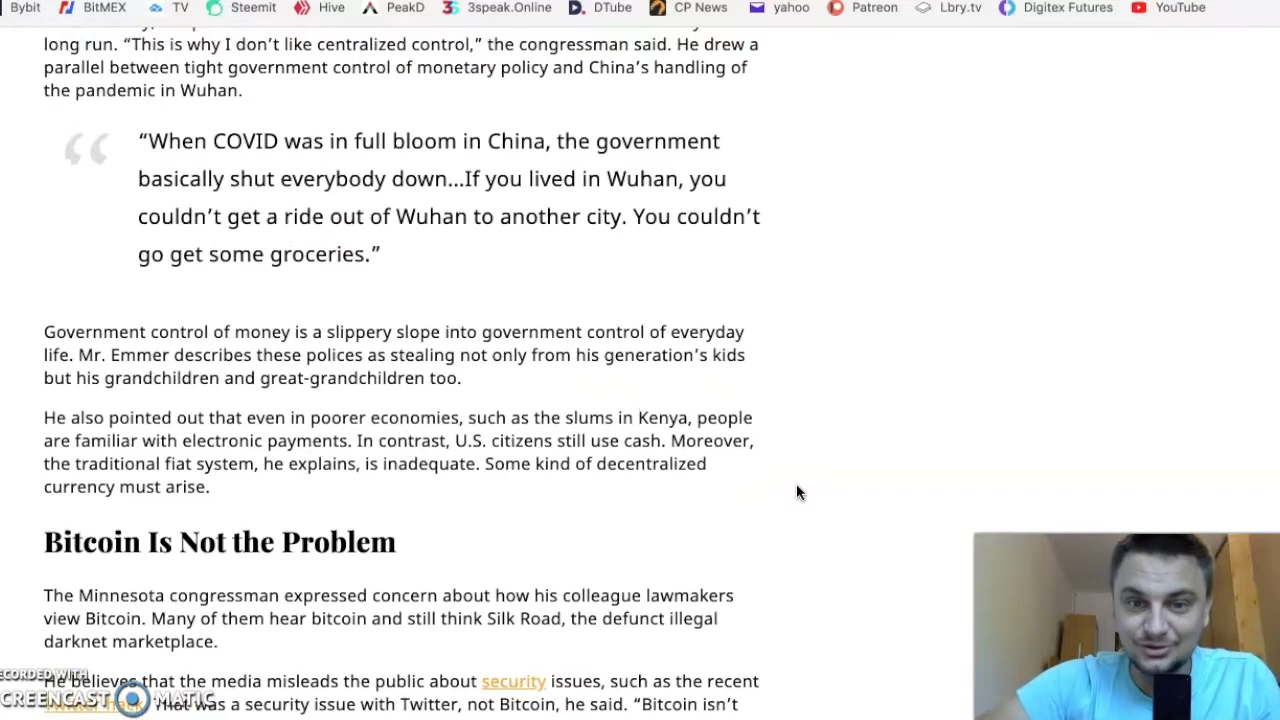 Bybit BitMEX TV Steemit Hive PeakD 3speak.Online DTube CP News yahoo Patreon Lbry.tv Digitex Futures YouTube
long run. “This is why I don’t like centralized control,” the congressman said. He drew a
parallel between tight government control of monetary policy and China’s handling of
the pandemic in Wuhan.
“When COVID was in full bloom in China, the government
basically shut everybody down…If you lived in Wuhan, you
couldn’t get a ride out of Wuhan to another city. You couldn’t
go get some groceries.”
Government control of money is a slippery slope into government control of everyday
life. Mr. Emmer describes these polices as stealing not only from his generation’s kids
but his grandchildren and great-grandchildren too.
He also pointed out that even in poorer economies, such as the slums in Kenya, people
are familiar with electronic payments. In contrast, U.S. citizens still use cash. Moreover,
the traditional fiat system, he explains, is inadequate. Some kind of decentralized
currency must arise.
Bitcoin Is Not the Problem
The Minnesota congressman expressed concern about how his colleague lawmakers
view Bitcoin. Many of them hear bitcoin and still think Silk Road, the defunct illegal
darknet marketplace.
He believes that the media misleads the public about security issues, such as the recent
Twitter hack. That was a security issue with Twitter, not Bitcoin, he said. “Bitcoin isn’t
RECORDED WITH
SCREENCAST MATIC